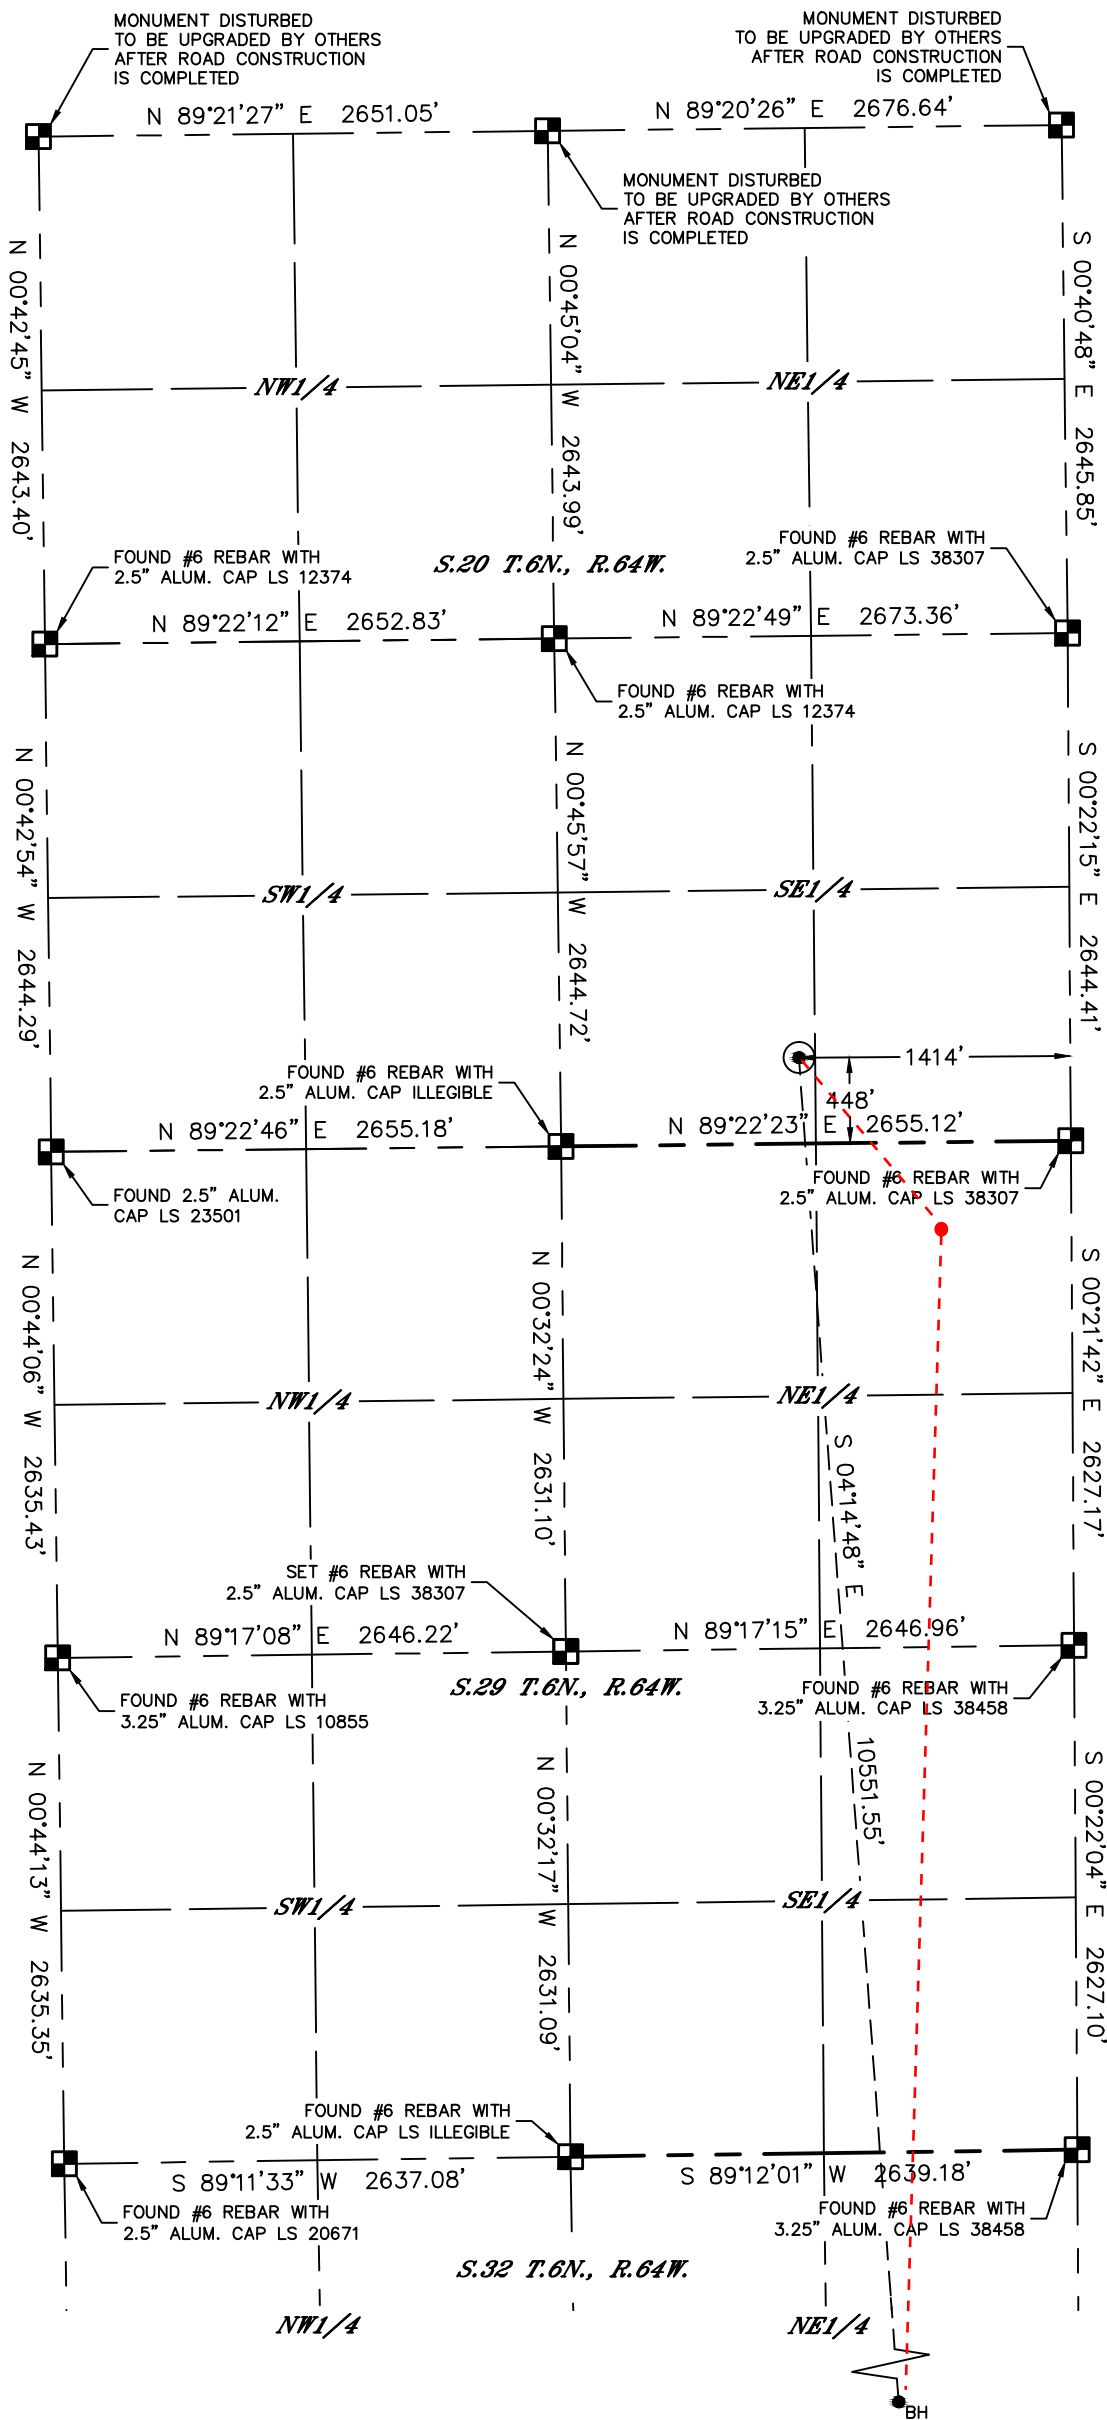 MONUMENT DISTURBED
TO BE UPGRADED BY OTHERS
AFTER ROAD CONSTRUCTION
IS COMPLETED
MONUMENT DISTURBED
TO BE UPGRADED BY OTHERS
AFTER ROAD CONSTRUCTION
IS COMPLETED
N 89°21'27" E 2651.05'
N 89°20'26" E 2676.64'
MONUMENT DISTURBED
TO BE UPGRADED BY OTHERS
AFTER ROAD CONSTRUCTION
IS COMPLETED
N 00°42'45" W 2643.40'
N 00°45'04" W 2643.99'
S 00°40'48" E 2645.85'
NW1/4
NE1/4
FOUND #6 REBAR WITH
2.5" ALUM. CAP LS 12374
S.20 T.6N., R.64W.
FOUND #6 REBAR WITH
2.5" ALUM. CAP LS 38307
N 89°22'12" E 2652.83'
N 89°22'49" E 2673.36'
FOUND #6 REBAR WITH
2.5" ALUM. CAP LS 12374
N 00°42'54" W 2644.29'
N 00°45'57" W 2644.72'
S 00°22'15" E 2644.41'
SW1/4
SE1/4
1414'
448'
FOUND #6 REBAR WITH
2.5" ALUM. CAP ILLEGIBLE
N 89°22'46" E 2655.18'
N 89°22'23" E 2655.12'
FOUND 2.5" ALUM.
CAP LS 23501
FOUND #6 REBAR WITH
2.5" ALUM. CAP LS 38307
N 00°44'06" W 2635.43'
N 00°32'24" W 2631.10'
S 00°21'42" E 2627.17'
NW1/4
NE1/4
S 04°14'48" E
10551.55'
SET #6 REBAR WITH
2.5" ALUM. CAP LS 38307
N 89°17'08" E 2646.22'
N 89°17'15" E 2646.96'
S.29 T.6N., R.64W.
FOUND #6 REBAR WITH
3.25" ALUM. CAP LS 10855
FOUND #6 REBAR WITH
3.25" ALUM. CAP LS 38458
N 00°44'13" W 2635.35'
N 00°32'17" W 2631.09'
S 00°22'04" E 2627.10'
SW1/4
SE1/4
FOUND #6 REBAR WITH
2.5" ALUM. CAP LS ILLEGIBLE
S 89°11'33" W 2637.08'
S 89°12'01" W 2639.18'
FOUND #6 REBAR WITH
2.5" ALUM. CAP LS 20671
FOUND #6 REBAR WITH
3.25" ALUM. CAP LS 38458
S.32 T.6N., R.64W.
NW1/4
NE1/4
BH